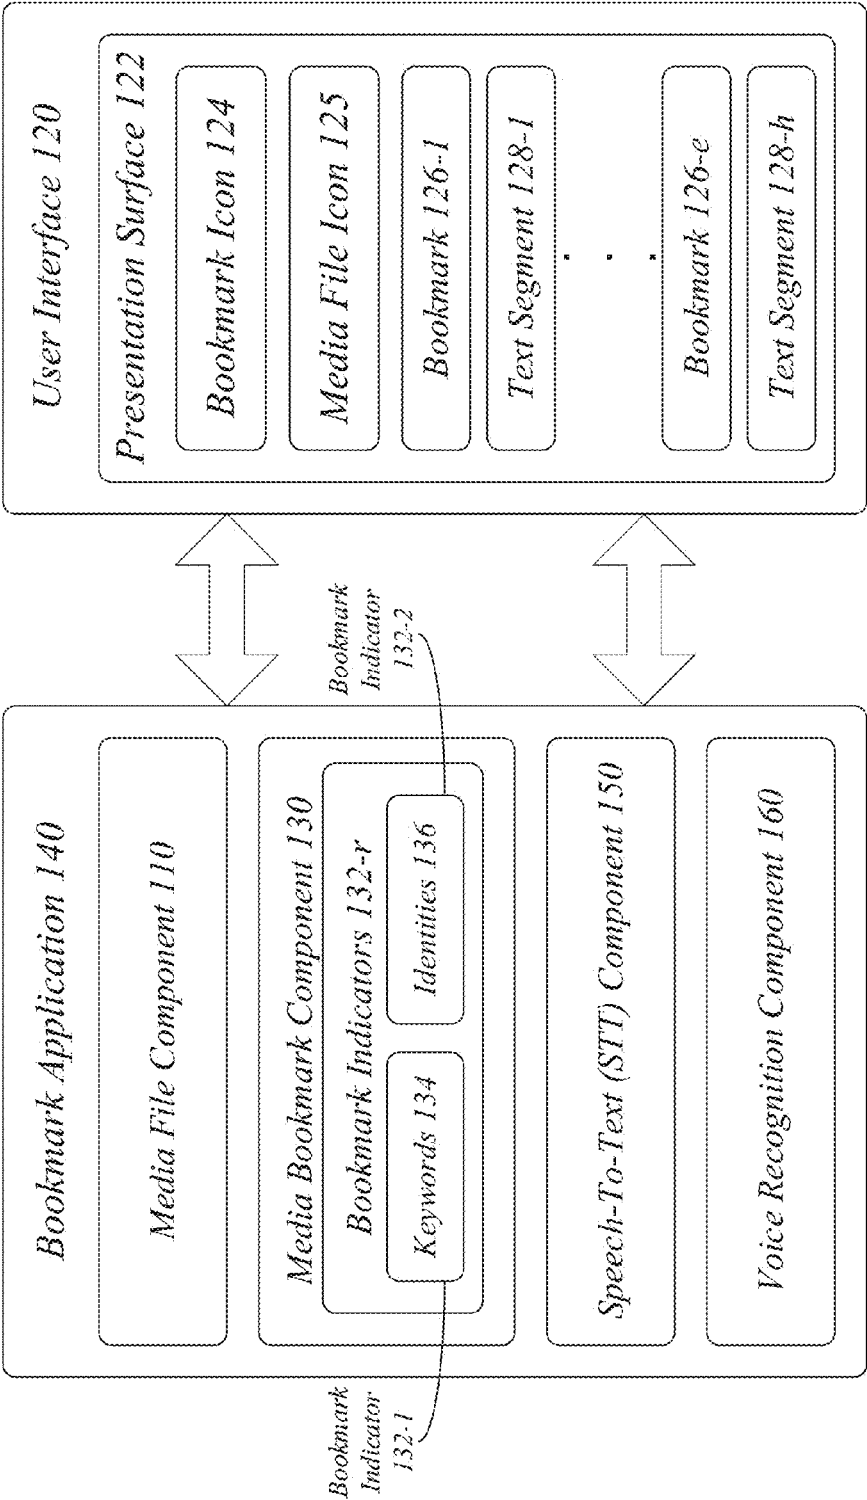 Bookmark Application 140
Media File Component 110
Media Bookmark Component 130
Bookmark Indicators 132-r
Keywords 134
Identities 136
Bookmark
Indicator
132-1
Bookmark
Indicator
132-2
Speech-To-Text (STT) Component 150
Voice Recognition Component 160
User Interface 120
Presentation Surface 122
Bookmark Icon 124
Media File Icon 125
Bookmark 126-1
Text Segment 128-1
. . .
Bookmark 126-e
Text Segment 128-h